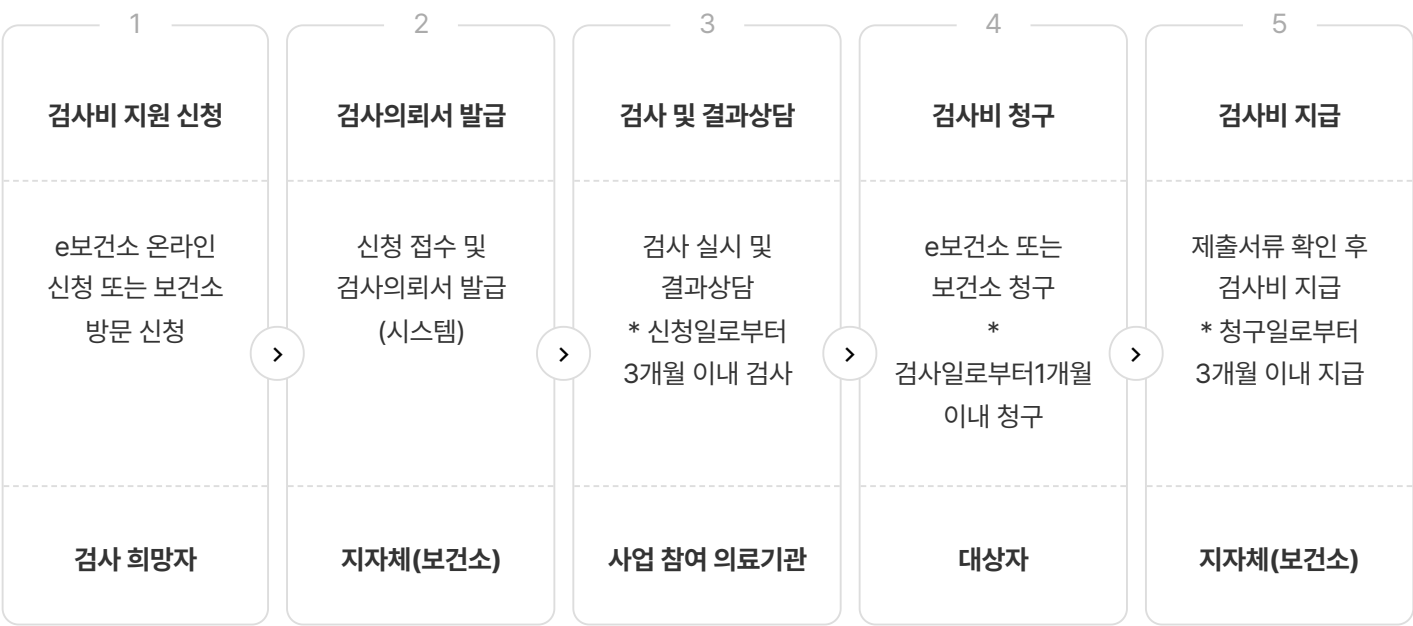 1
검사비 지원 신청
e보건소 온라인
신청 또는 보건소
방문 신청
검사 희망자
2
검사의뢰서 발급
신청 접수 및
검사의뢰서 발급
(시스템)
지자체(보건소)
3
검사 및 결과상담
검사 실시 및
결과상담
* 신청일로부터
3개월 이내 검사
사업 참여 의료기관
4
검사비 청구
e보건소 또는
보건소 청구
*
검사일로부터1개월
이내 청구
대상자
5
검사비 지급
제출서류 확인 후
검사비 지급
* 청구일로부터
3개월 이내 지급
지자체(보건소)